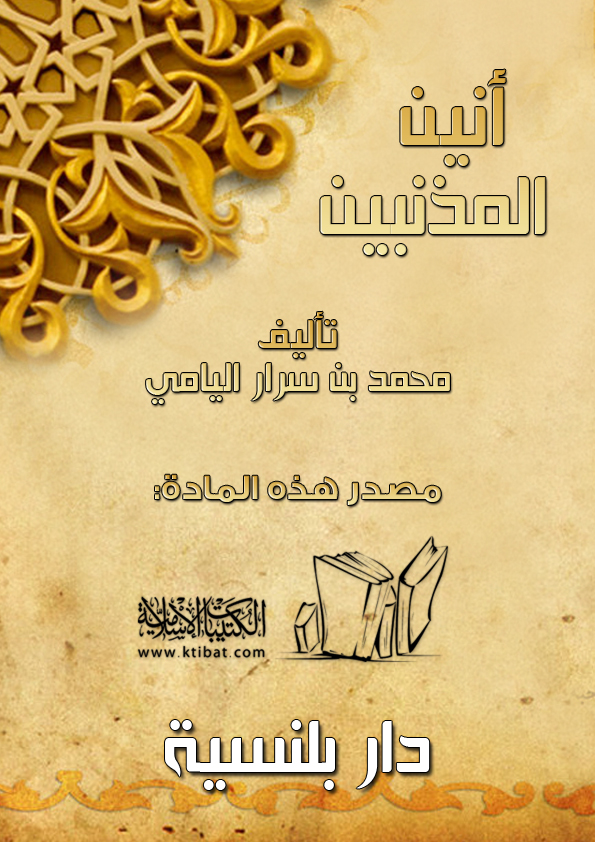 أنين
المذنبين
تأليف
محمد بن سرار اليامي
مصدر هذه المادة:
الكتيبات الإسلامية
www.ktibat.com
دار بلنسية